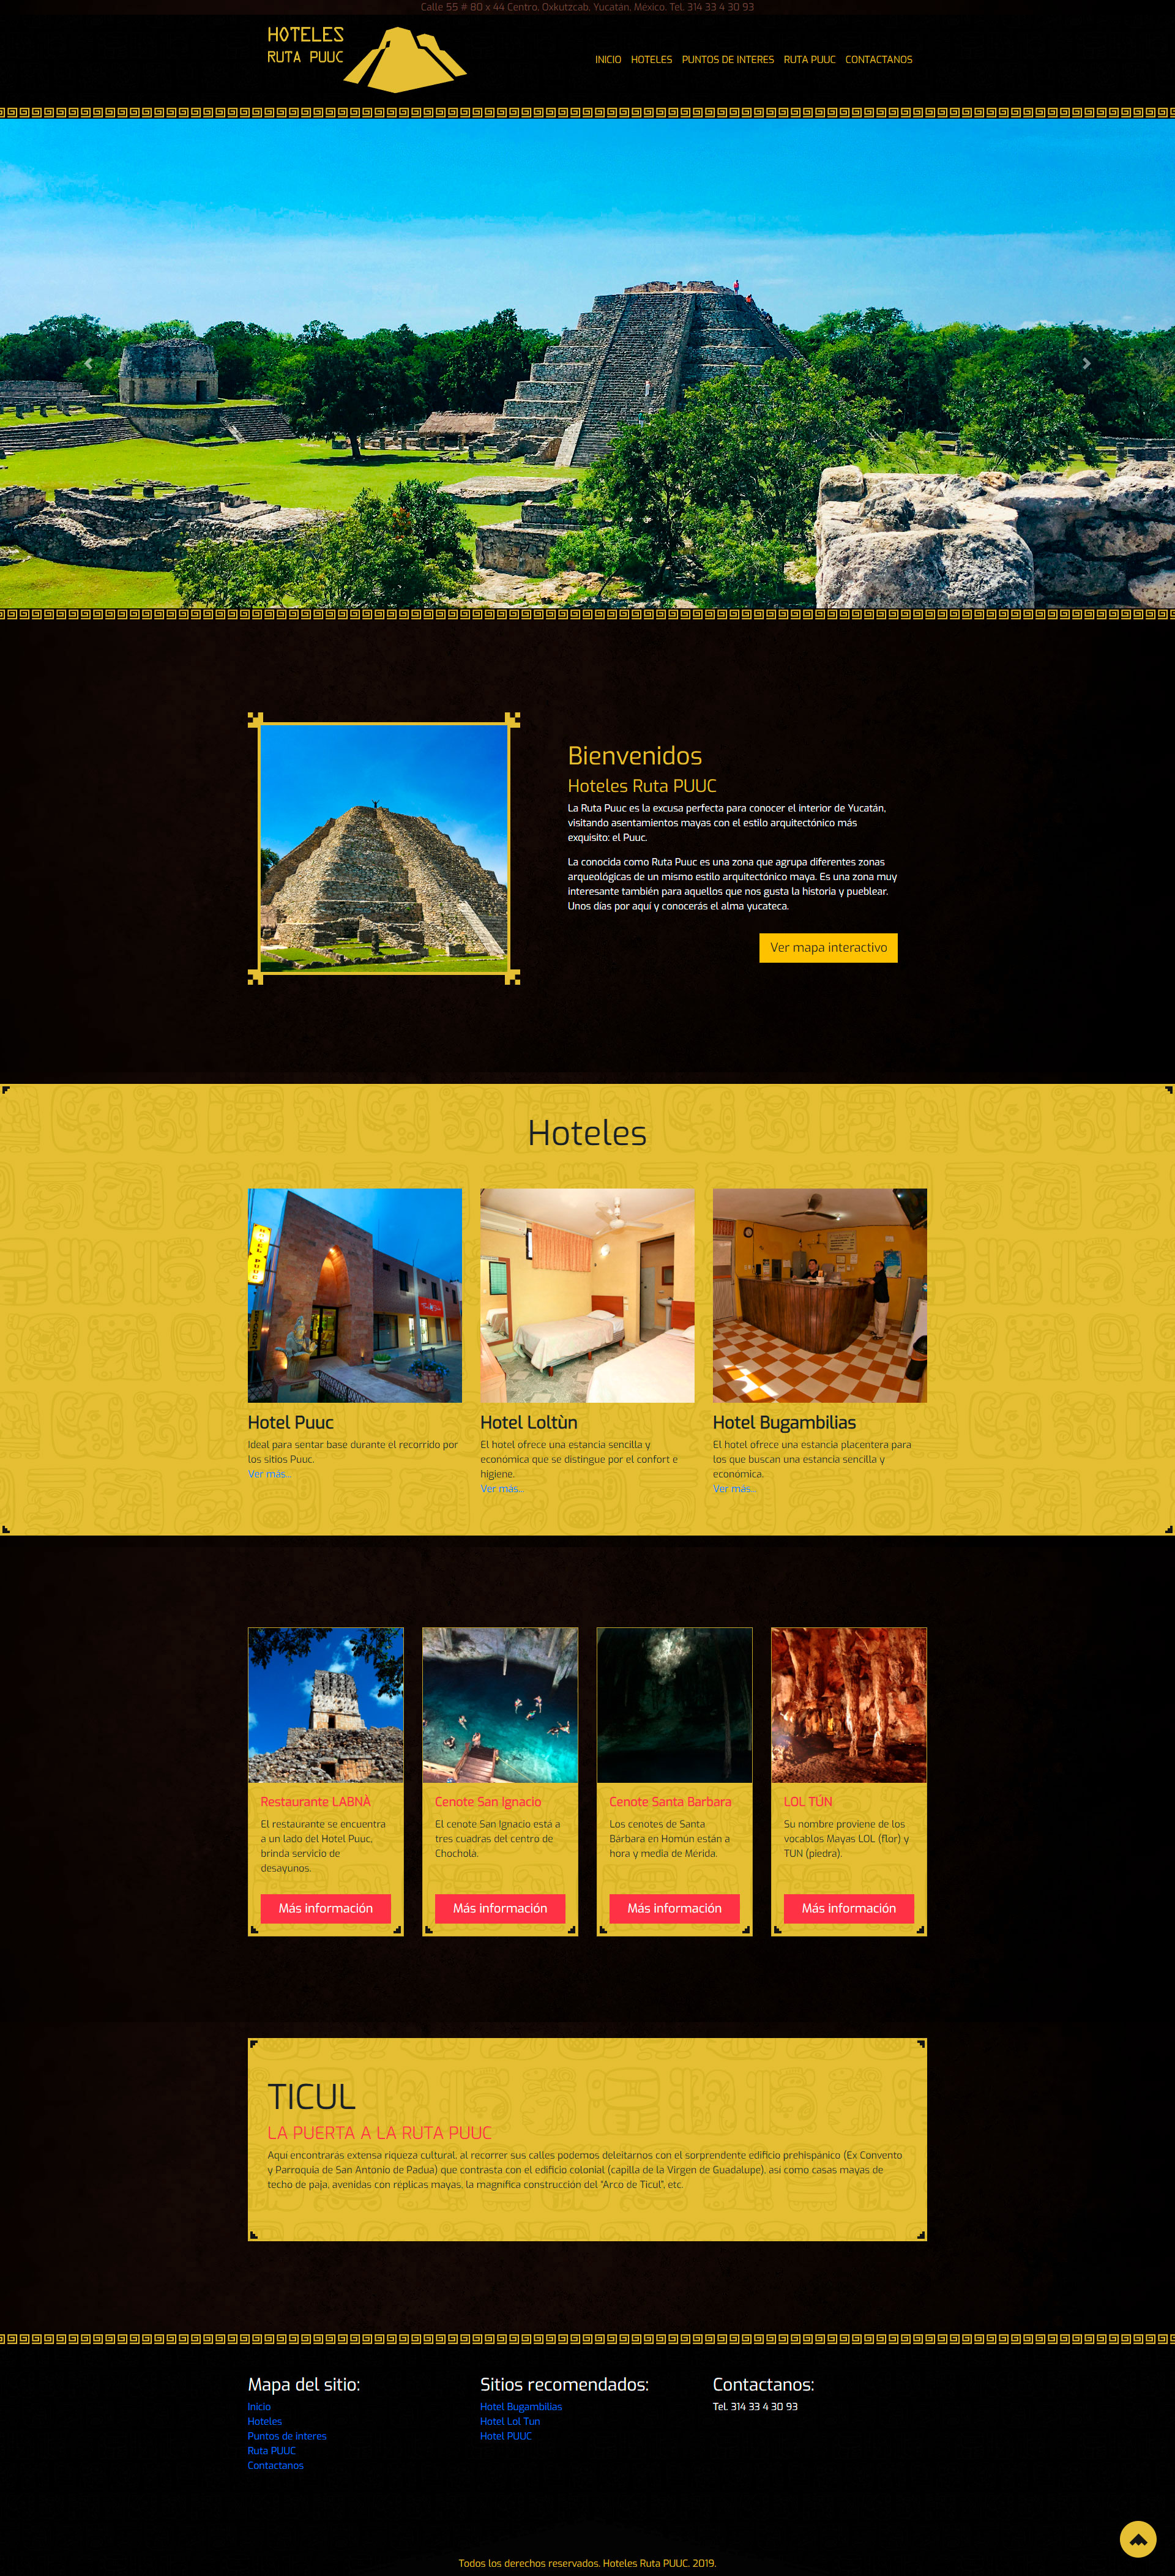 Calle 55 # 80 x 44 Centro, Oxkutzcab, Yucatán, México. Tel. 314 33 4 30 93
HOTELES
RUTA PUUC
INICIO HOTELES PUNTOS DE INTERES RUTA PUUC CONTACTANOS
Bienvenidos
Hoteles Ruta PUUC
La Ruta Puuc es la excusa perfecta para conocer el interior de Yucatán,
visitando asentamientos mayas con el estilo arquitectónico más
exquisito: el Puuc.
La conocida como Ruta Puuc es una zona que agrupa diferentes zonas
arqueológicas de un mismo estilo arquitectónico maya. Es una zona muy
interesante también para aquellos que nos gusta la historia y pueblear.
Unos días por aquí y conocerás el alma yucateca.
Ver mapa interactivo
Hoteles
Hotel Puuc
Ideal para sentar base durante el recorrido por
los sitios Puuc.
Ver más...
Hotel Loltùn
El hotel ofrece una estancia sencilla y
económica que se distingue por el confort e
higiene.
Ver más...
Hotel Bugambilias
El hotel ofrece una estancia placentera para
los que buscan una estancia sencilla y
económica.
Ver más...
Restaurante LABNÀ
El restaurante se encuentra
a un lado del Hotel Puuc,
brinda servicio de
desayunos.
Más información
Cenote San Ignacio
El cenote San Ignacio está a
tres cuadras del centro de
Chocholá.
Más información
Cenote Santa Barbara
Los cenotes de Santa
Bárbara en Homún están a
hora y media de Mérida.
Más información
LOL TÚN
Su nombre proviene de los
vocablos Mayas LOL (flor) y
TUN (piedra).
Más información
TICUL
LA PUERTA A LA RUTA PUUC
Aquí encontraras extensa riqueza cultural, al recorrer sus calles podemos deleitarnos con el sorprendente edificio prehispánico (Ex Convento
y Parroquia de San Antonio de Padua) que contrasta con el edificio colonial (capilla de la Virgen de Guadalupe), así como casas mayas de
techo de paja, avenidas con réplicas mayas, la magnífica construcción del "Arco de Ticul", etc.
Mapa del sitio:
Inicio
Hoteles
Puntos de interes
Ruta PUUC
Contactanos
Sitios recomendados:
Hotel Bugambilias
Hotel Lol Tun
Hotel PUUC
Contactanos:
Tel. 314 33 4 30 93
Todos los derechos reservados. Hoteles Ruta PUUC. 2019.